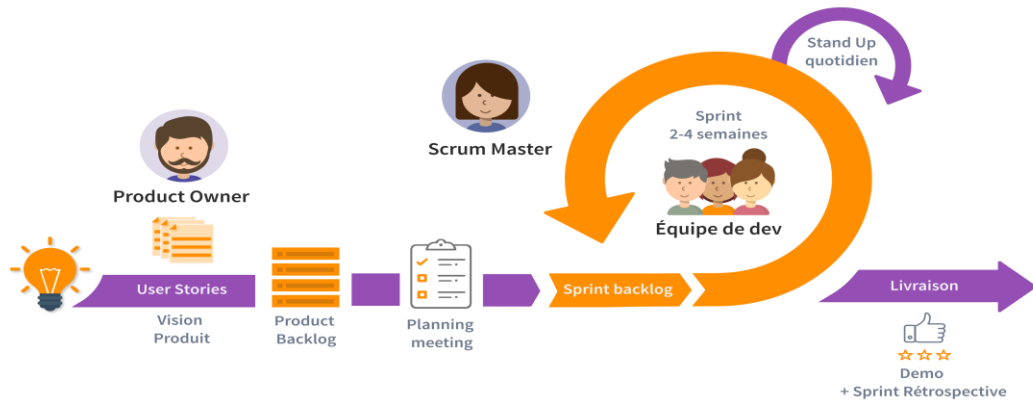 Stand Up
quotidien
Sprint
2-4 semaines
Scrum Master
Product Owner
Équipe de dev
User Stories
Sprint backlog
Livraison
Vision
Produit
Product
Backlog
Planning
meeting
Demo
+ Sprint Rétrospective